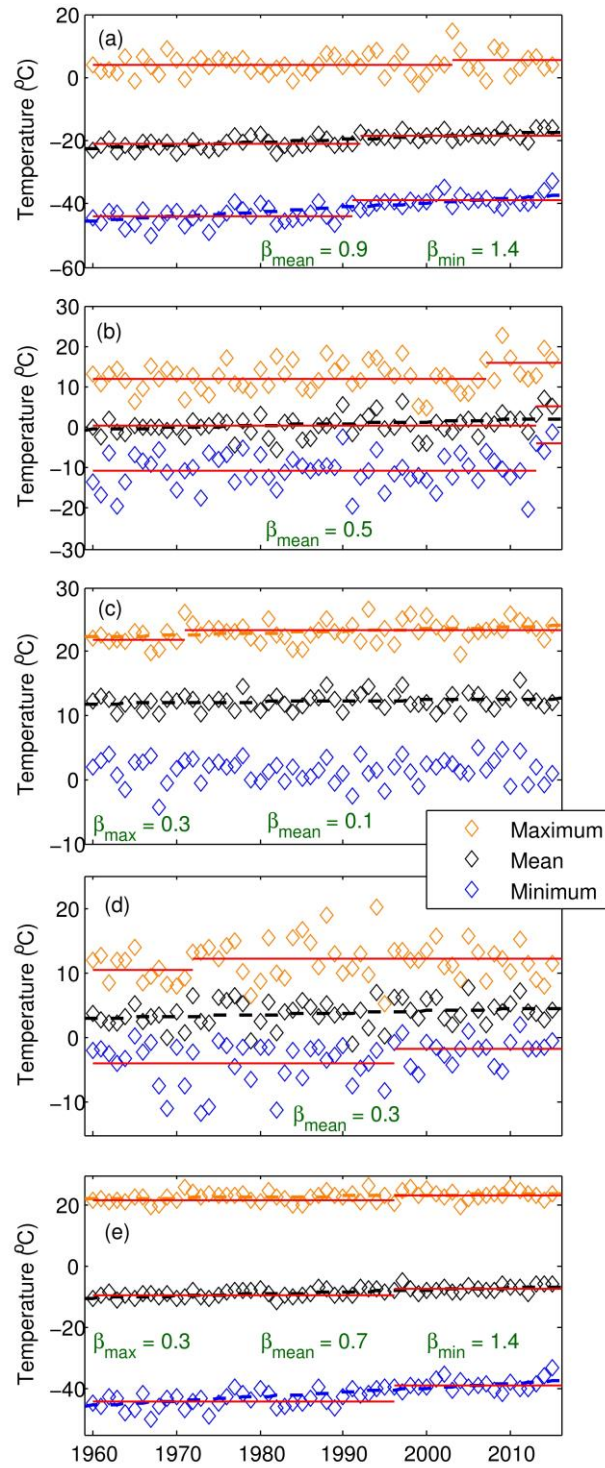 (a)
Temperature (⁰C)
20
0
−20
−40
−60
β_mean = 0.9
β_min = 1.4
(b)
Temperature (⁰C)
30
20
10
0
−10
−20
30
β_mean = 0.5
(c)
Temperature (⁰C)
30
20
10
0
−10
β_max = 0.3
β_mean = 0.1
Maximum
Mean
Minimum
(d)
Temperature (⁰C)
20
10
0
−10
β_mean = 0.3
(e)
Temperature (⁰C)
20
0
−20
−40
β_max = 0.3
β_mean = 0.7
β_min = 1.4
1960 1970 1980 1990 2000 2010